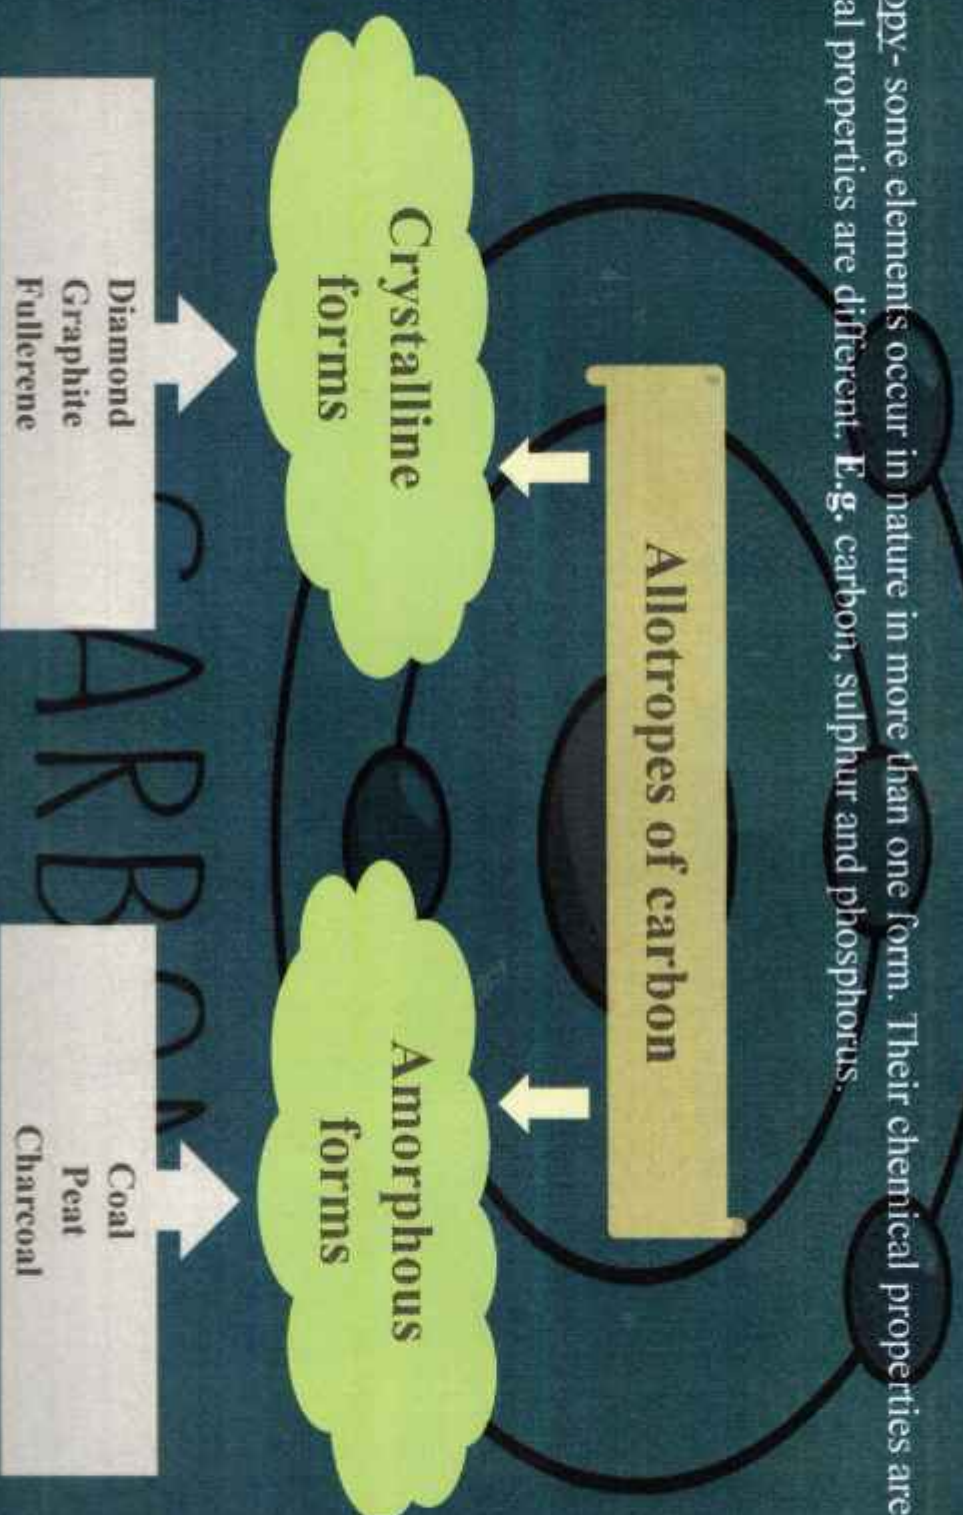 opy- some elements occur in nature in more than one form. Their chemical properties are
al properties are different. E.g. carbon, sulphur and phosphorus.
Allotropes of carbon
Crystalline
forms
Amorphous
forms
CARBON
Diamond
Graphite
Fullerene
Coal
Peat
Charcoal